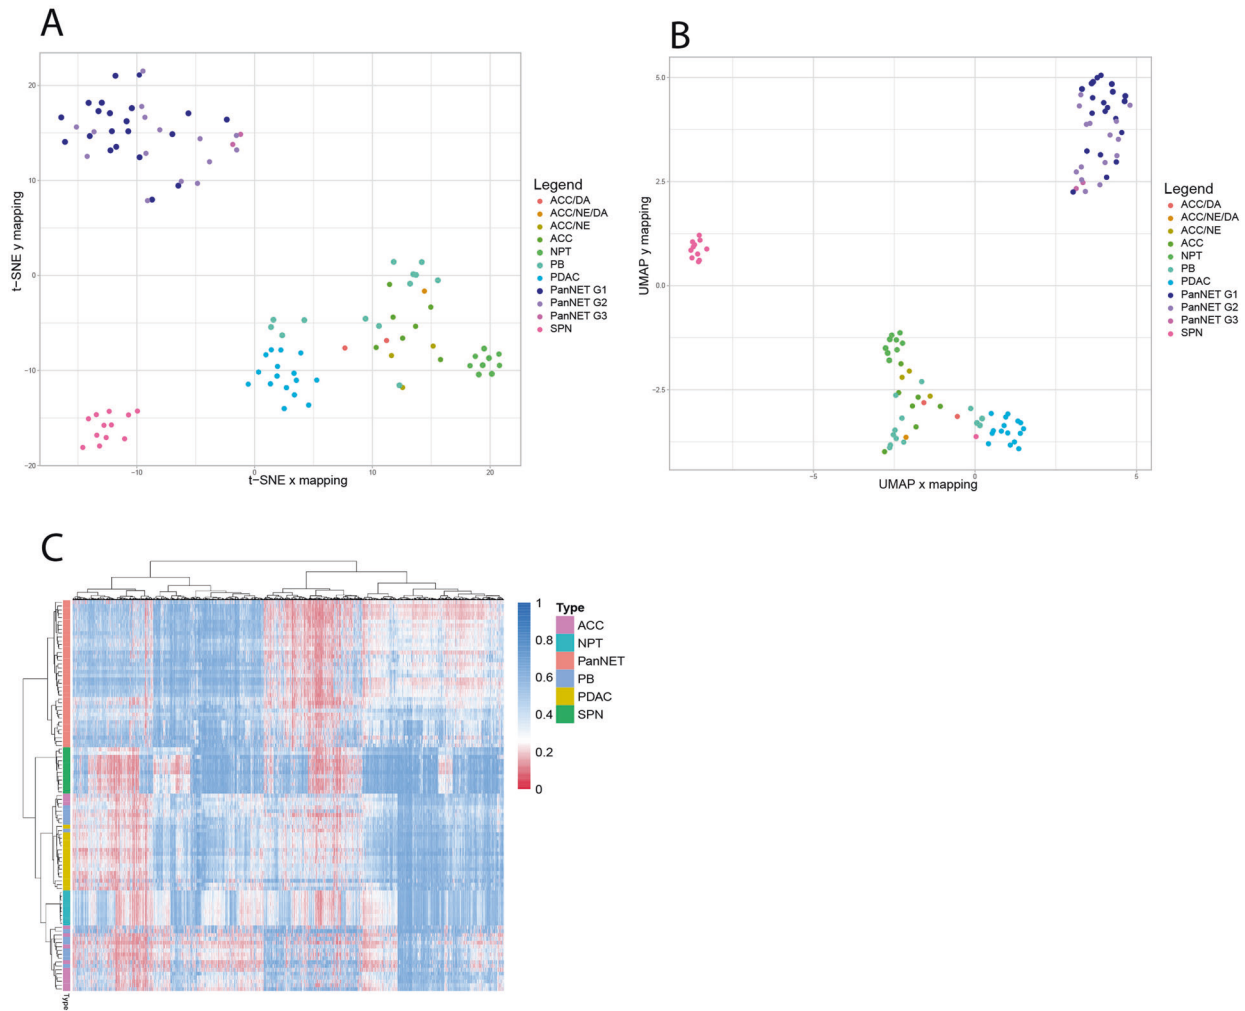 A
20
10
0
−10
−20
−10
0
10
20
t−SNE y mapping
t−SNE x mapping
Legend
ACC/DA
ACC/NE/DA
ACC/NE
ACC
NPT
PB
PDAC
PanNET G1
PanNET G2
PanNET G3
SPN
B
5.0
2.5
0.0
−2.5
−5
0
5
UMAP y mapping
UMAP x mapping
Legend
ACC/DA
ACC/NE/DA
ACC/NE
ACC
NPT
PB
PDAC
PanNET G1
PanNET G2
PanNET G3
SPN
C
1
0.8
0.6
0.4
0.2
0
Type
ACC
NPT
PanNET
PB
PDAC
SPN
Type